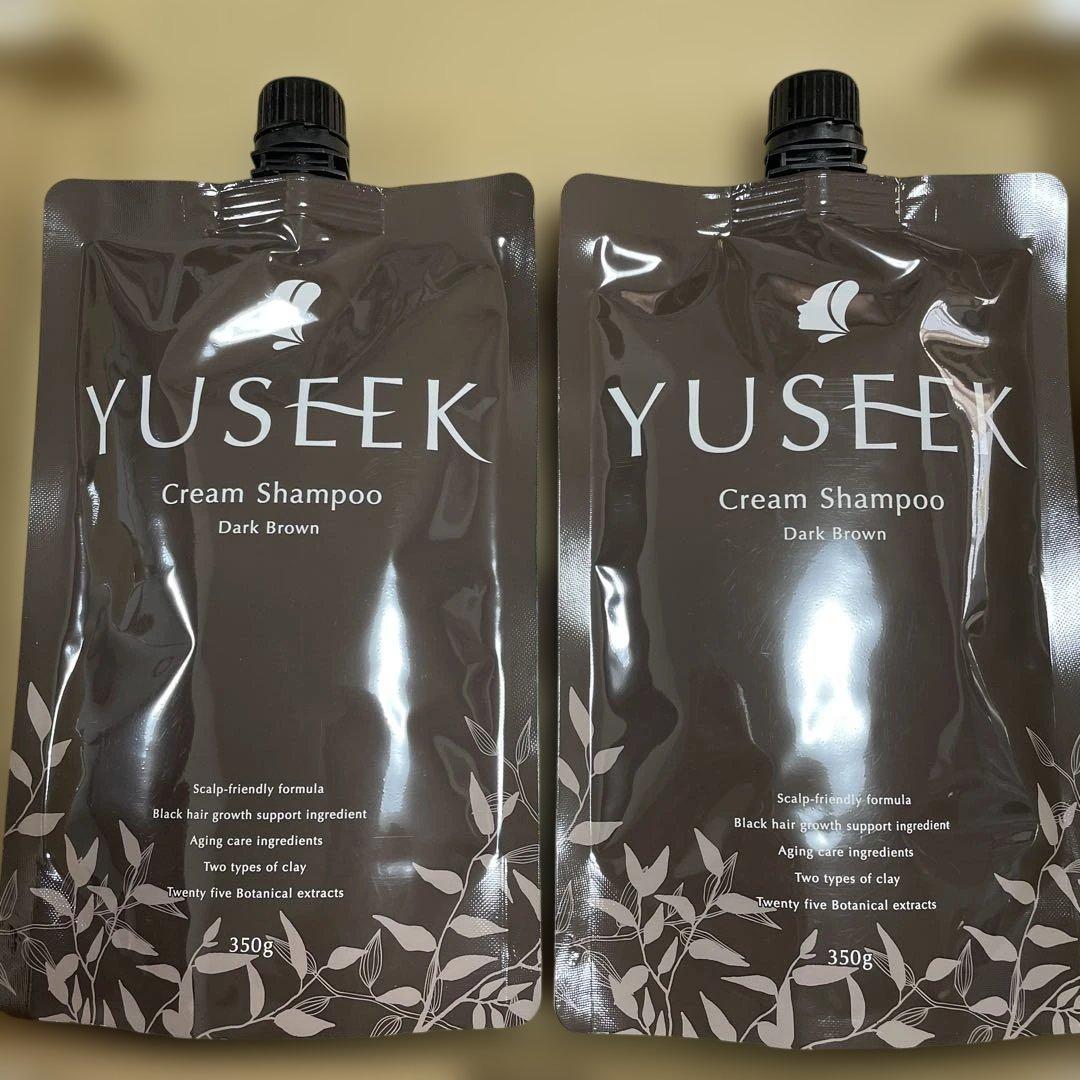 YUSEEK
Cream Shampoo
Dark Brown
Scalp-friendly formula
Black hair growth support ingredient
Aging care ingredients
Two types of clay
Twenty five Botanical extracts
350g
YUSEEK
Cream Shampoo
Dark Brown
Scalp-friendly formula
Black hair growth support ingredient
Aging care ingredients
Two types of clay
Twenty five Botanical extracts
350g